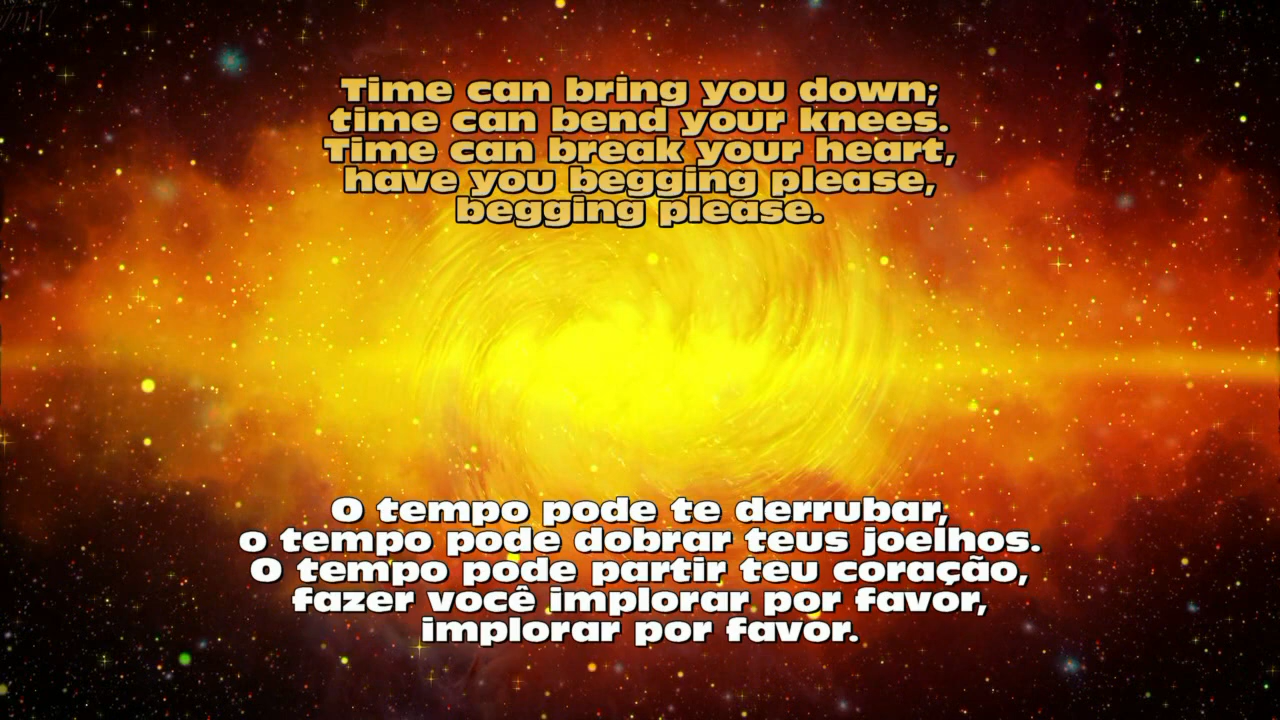 Time can bring you down;
time can bend your knees.
Time can break your heart,
have you begging please,
begging please.
O tempo pode te derrubar,
o tempo pode dobrar teus joelhos.
O tempo pode partir teu coração,
fazer você implorar por favor,
implorar por favor.